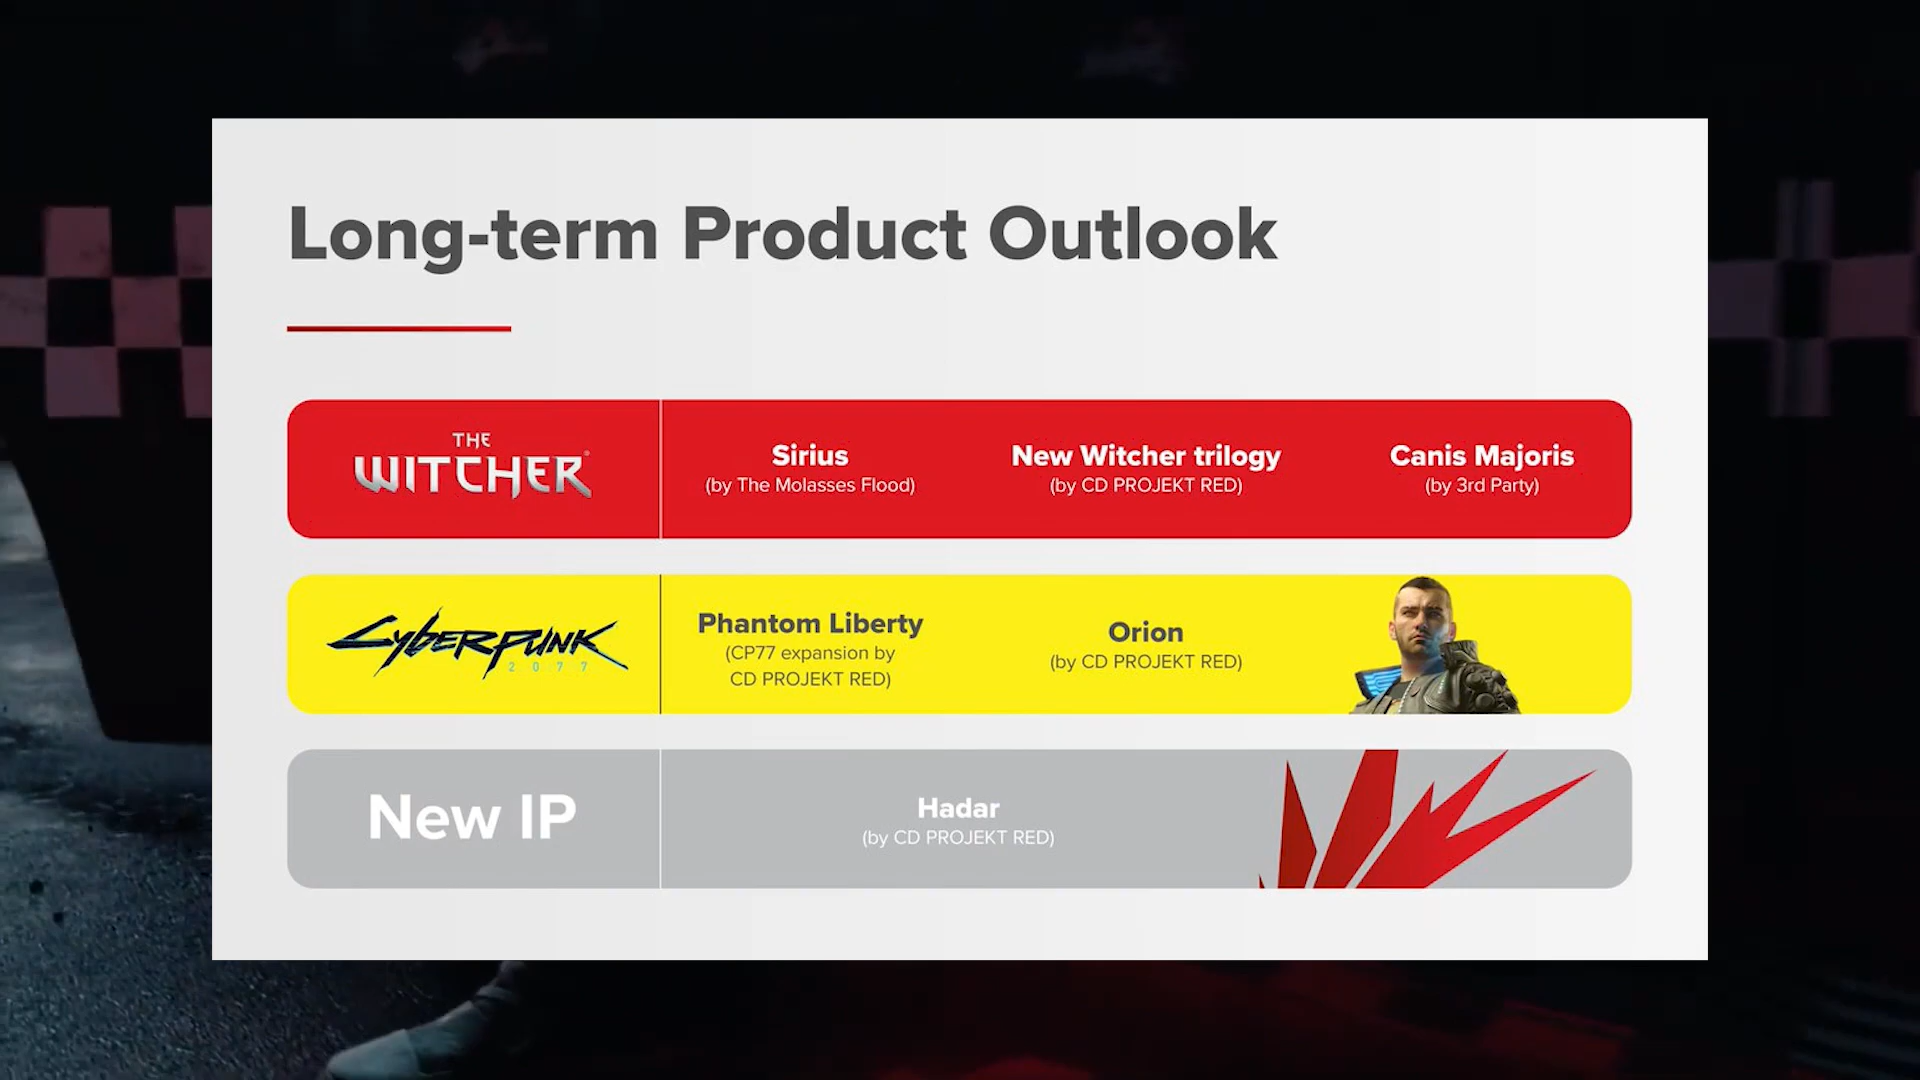 Long-term Product Outlook
THE
WITCHER®
Sirius
(by The Molasses Flood)
New Witcher trilogy
(by CD PROJEKT RED)
Canis Majoris
(by 3rd Party)
CYBERPUNK
2077
Phantom Liberty
(CP77 expansion by
CD PROJEKT RED)
Orion
(by CD PROJEKT RED)
New IP
Hadar
(by CD PROJEKT RED)